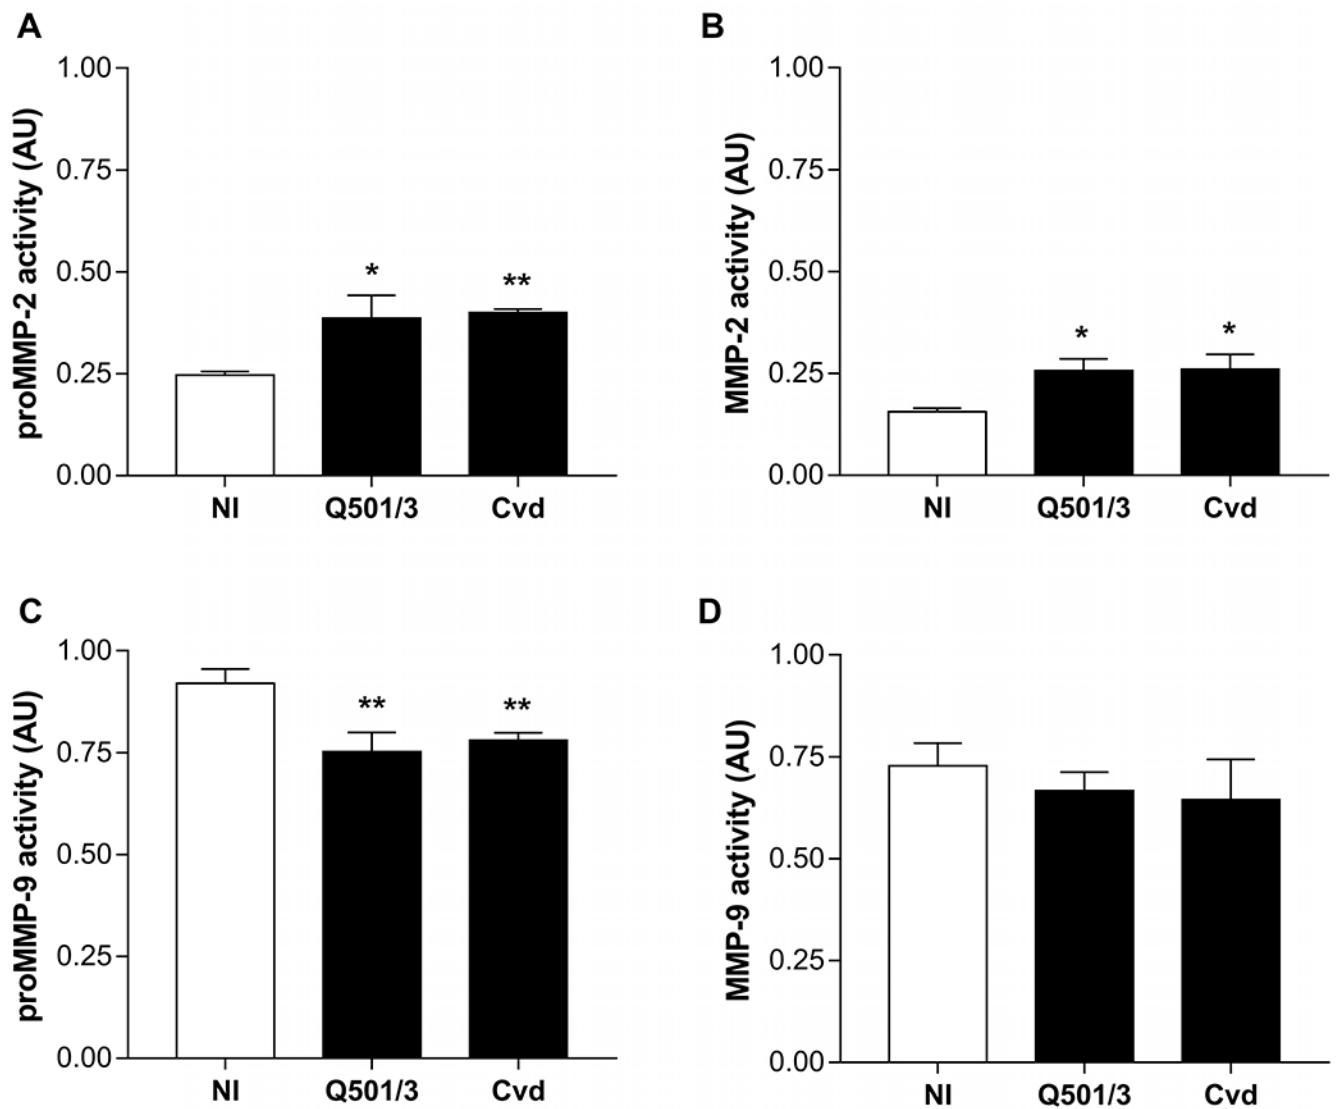 A
proMMP-2 activity (AU)
1.00
0.75
0.50
0.25
0.00
*
**
NI Q501/3 Cvd
B
MMP-2 activity (AU)
1.00
0.75
0.50
0.25
0.00
*
*
NI Q501/3 Cvd
C
proMMP-9 activity (AU)
1.00
0.75
0.50
0.25
0.00
**
**
NI Q501/3 Cvd
D
MMP-9 activity (AU)
1.00
0.75
0.50
0.25
0.00
NI Q501/3 Cvd